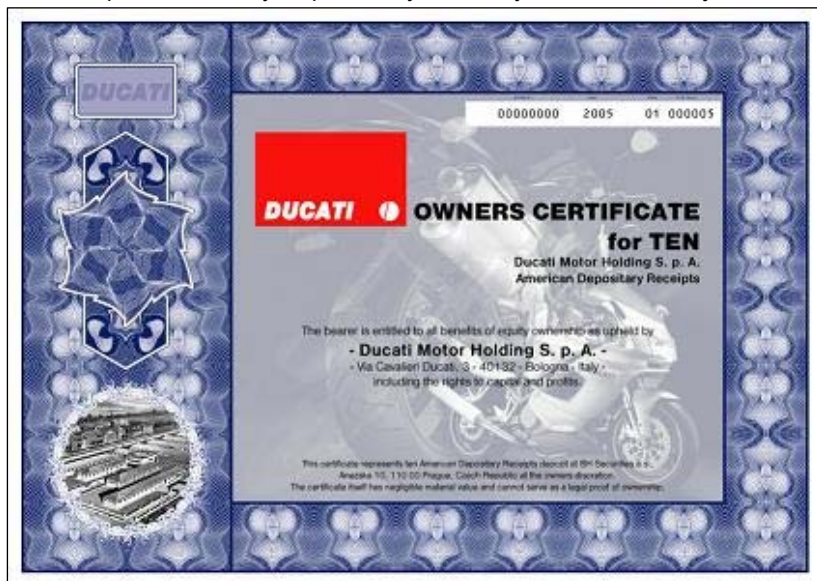 DUCATI
00000000 2005 01 000005
DUCATI
OWNERS CERTIFICATE
for TEN
Ducati Motor Holding S. p. A.
American Depositary Receipts
The bearer is entitled to all benefits of equity ownership as upheld by
- Ducati Motor Holding S. p. A. -
- Via Cavalieri Ducati, 3 - 40132 - Bologna - Italy -
including the rights to capital and profits.
This certificate represents ten American Depositary Receipts deposit at BH Securities a.s.,
10, 110 00 Prague, Czech Republic at the owners discretion.
The certificate itself has negligible material value and cannot serve as a legal proof of ownership.